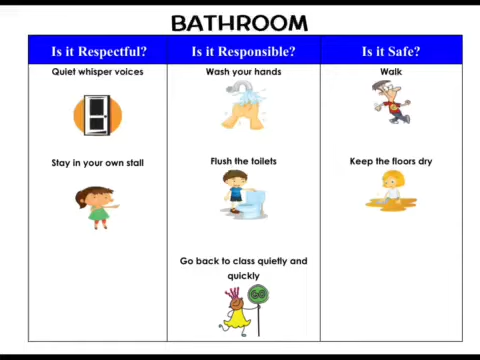 BATHROOM
Is it Respectful?
Is it Responsible?
Is it Safe?
Quiet whisper voices
Wash your hands
Walk
Stay in your own stall
Flush the toilets
Keep the floors dry
Go back to class quietly and
quickly
GO